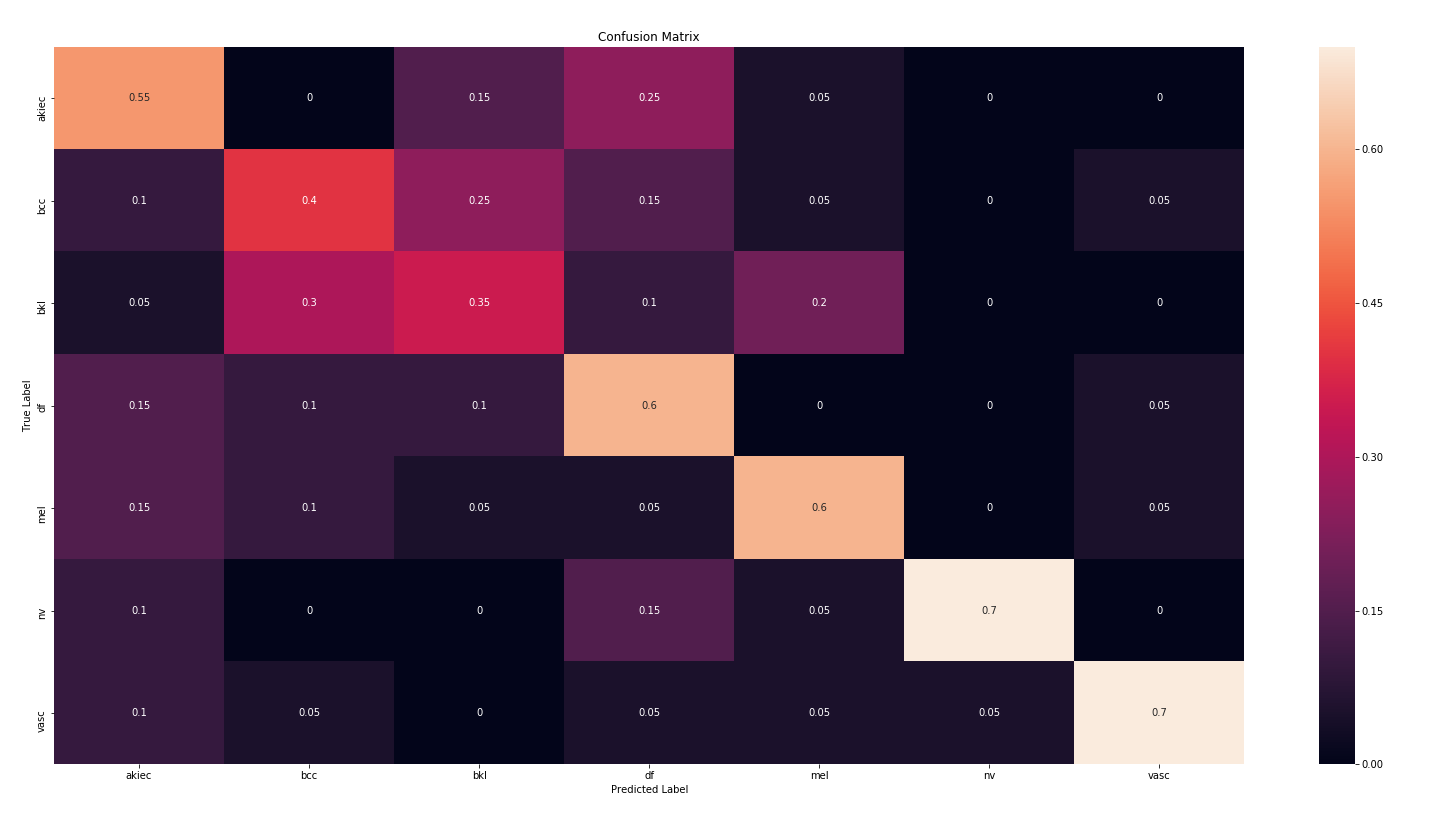 Confusion Matrix
akiec 0.55 0 0.15 0.25 0.05 0 0
0.60
bcc 0.1 0.4 0.25 0.15 0.05 0 0.05
bkl 0.05 0.3 0.35 0.1 0.2 0 0
0.45
True Label
df 0.15 0.1 0.1 0.6 0 0 0.05
0.30
mel 0.15 0.1 0.05 0.05 0.6 0 0.05
nv 0.1 0 0 0.15 0.05 0.7 0
0.15
vasc 0.1 0.05 0 0.05 0.05 0.05 0.7
0.00
akiec bcc bkl df mel nv vasc
Predicted Label